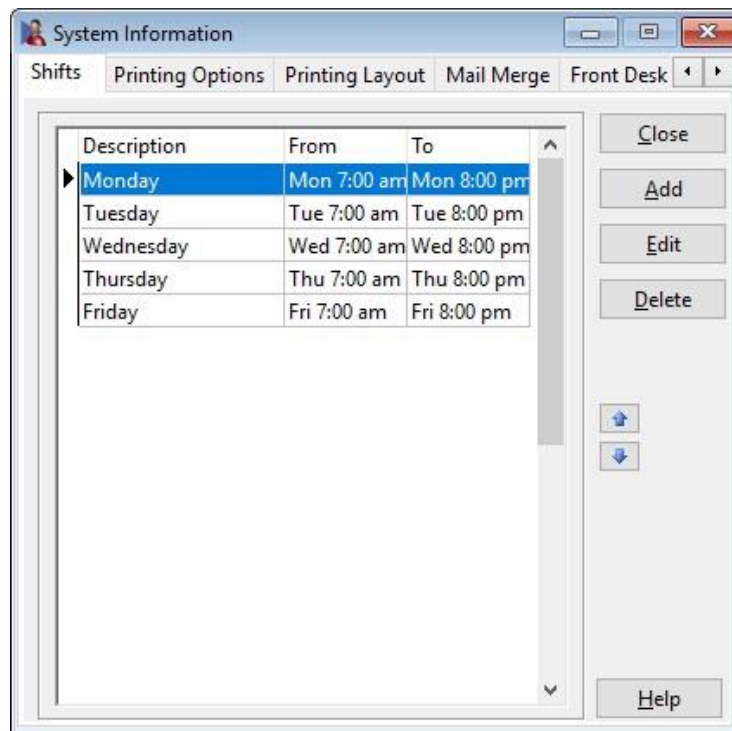 System Information
Shifts Printing Options Printing Layout Mail Merge Front Desk
Description From To
Monday Mon 7:00 am Mon 8:00 pm
Tuesday Tue 7:00 am Tue 8:00 pm
Wednesday Wed 7:00 am Wed 8:00 pm
Thursday Thu 7:00 am Thu 8:00 pm
Friday Fri 7:00 am Fri 8:00 pm
Close
Add
Edit
Delete
Help